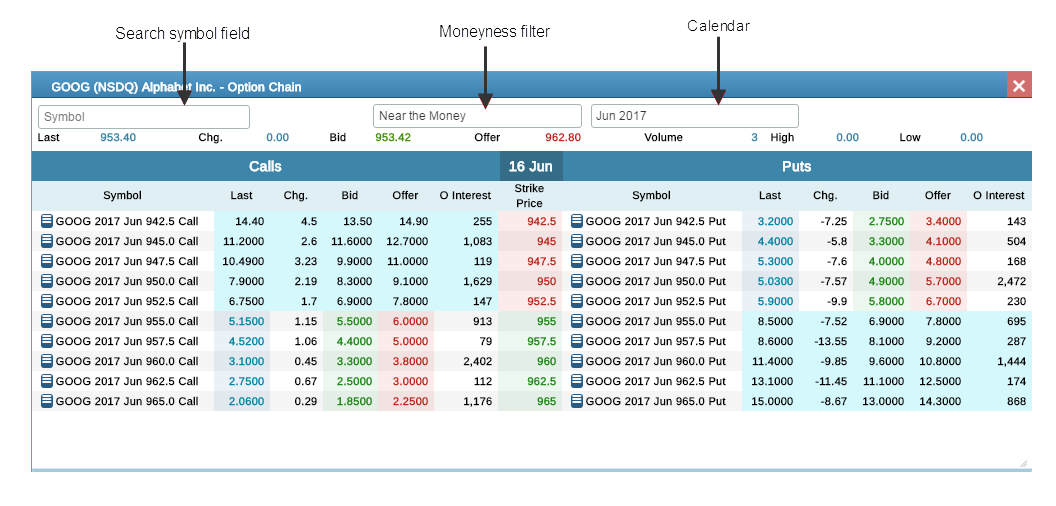 Search symbol field
Moneyness filter
Calendar
GOOG (NSDQ) Alphabet Inc. - Option Chain
Symbol Near the Money Jun 2017
Last 953.40 Chg. 0.00 Bid 953.42 Offer 962.80 Volume 3 High 0.00 Low 0.00
Calls 16 Jun Puts
Symbol Last Chg. Bid Offer O Interest Strike Price Symbol Last Chg. Bid Offer O Interest
GOOG 2017 Jun 942.5 Call 14.40 4.5 13.50 14.90 255 942.5 GOOG 2017 Jun 942.5 Put 3.2000 -7.25 2.7500 3.4000 143
GOOG 2017 Jun 945.0 Call 11.2000 2.6 11.6000 12.7000 1,083 945 GOOG 2017 Jun 945.0 Put 4.4000 -5.8 3.3000 4.1000 504
GOOG 2017 Jun 947.5 Call 10.4900 3.23 9.9000 11.0000 119 947.5 GOOG 2017 Jun 947.5 Put 5.3000 -7.6 4.0000 4.8000 168
GOOG 2017 Jun 950.0 Call 7.9000 2.19 8.3000 9.1000 1,629 950 GOOG 2017 Jun 950.0 Put 5.0300 -7.57 4.9000 5.7000 2,472
GOOG 2017 Jun 952.5 Call 6.7500 1.7 6.9000 7.8000 147 952.5 GOOG 2017 Jun 952.5 Put 5.9000 -9.9 5.8000 6.7000 230
GOOG 2017 Jun 955.0 Call 5.1500 1.15 5.5000 6.0000 913 955 GOOG 2017 Jun 955.0 Put 8.5000 -7.52 6.9000 7.8000 695
GOOG 2017 Jun 957.5 Call 4.5200 1.06 4.4000 5.0000 79 957.5 GOOG 2017 Jun 957.5 Put 8.6000 -13.55 8.1000 9.2000 287
GOOG 2017 Jun 960.0 Call 3.1000 0.45 3.3000 3.8000 2,402 960 GOOG 2017 Jun 960.0 Put 11.4000 -9.85 9.6000 10.8000 1,444
GOOG 2017 Jun 962.5 Call 2.7500 0.67 2.5000 3.0000 112 962.5 GOOG 2017 Jun 962.5 Put 13.1000 -11.45 11.1000 12.5000 174
GOOG 2017 Jun 965.0 Call 2.0600 0.29 1.8500 2.2500 1,176 965 GOOG 2017 Jun 965.0 Put 15.0000 -8.67 13.0000 14.3000 868